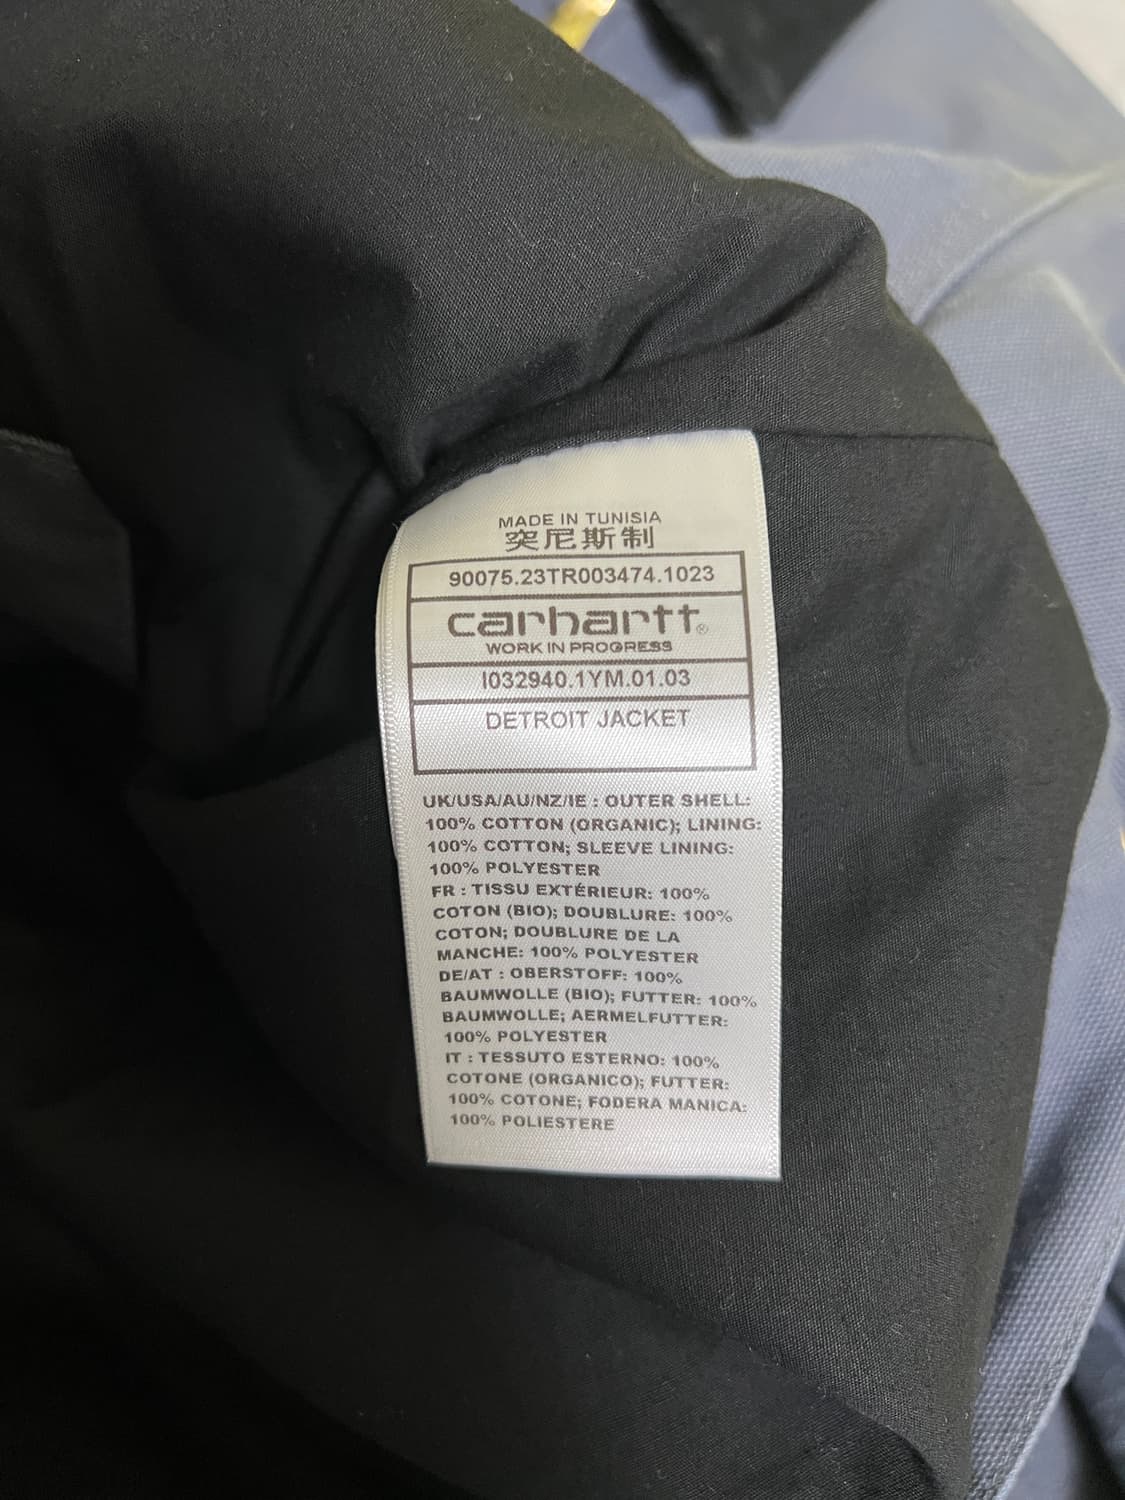 MADE IN TUNISIA
突尼斯制
90075.23TR003474.1023
carhartt®
WORK IN PROGRESS
I032940.1YM.01.03
DETROIT JACKET
UK/USA/AU/NZ/IE : OUTER SHELL:
100% COTTON (ORGANIC); LINING:
100% COTTON; SLEEVE LINING:
100% POLYESTER
FR : TISSU EXTÉRIEUR: 100%
COTON (BIO); DOUBLURE: 100%
COTON; DOUBLURE DE LA
MANCHE: 100% POLYESTER
DE/AT : OBERSTOFF: 100%
BAUMWOLLE (BIO); FUTTER: 100%
BAUMWOLLE; AERMELFUTTER:
100% POLYESTER
IT : TESSUTO ESTERNO: 100%
COTONE (ORGANICO); FUTTER:
100% COTONE; FODERA MANICA:
100% POLIESTERE